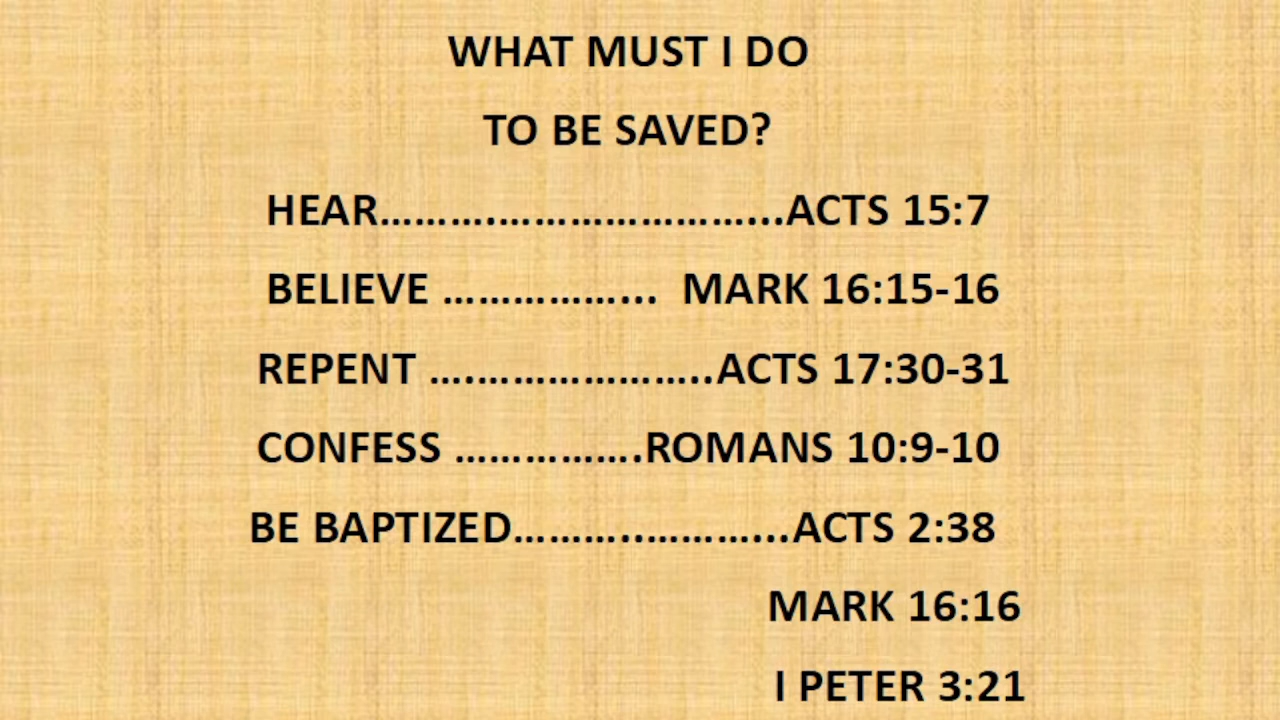 WHAT MUST I DO
TO BE SAVED?
HEAR……….…………………...ACTS 15:7
BELIEVE ……………... MARK 16:15-16
REPENT ….………………..ACTS 17:30-31
CONFESS …………….ROMANS 10:9-10
BE BAPTIZED………..………...ACTS 2:38
MARK 16:16
I PETER 3:21